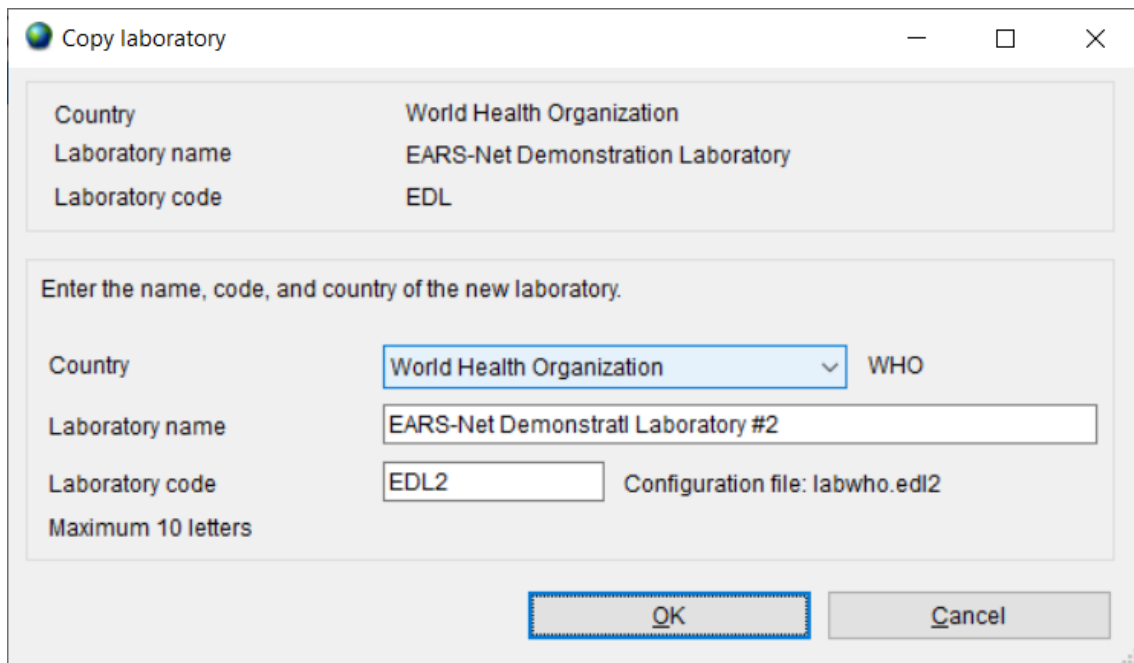 Copy laboratory
Country World Health Organization
Laboratory name EARS-Net Demonstration Laboratory
Laboratory code EDL
Enter the name, code, and country of the new laboratory.
Country World Health Organization WHO
Laboratory name EARS-Net Demonstratl Laboratory #2
Laboratory code EDL2 Configuration file: labwho.edl2
Maximum 10 letters
OK Cancel